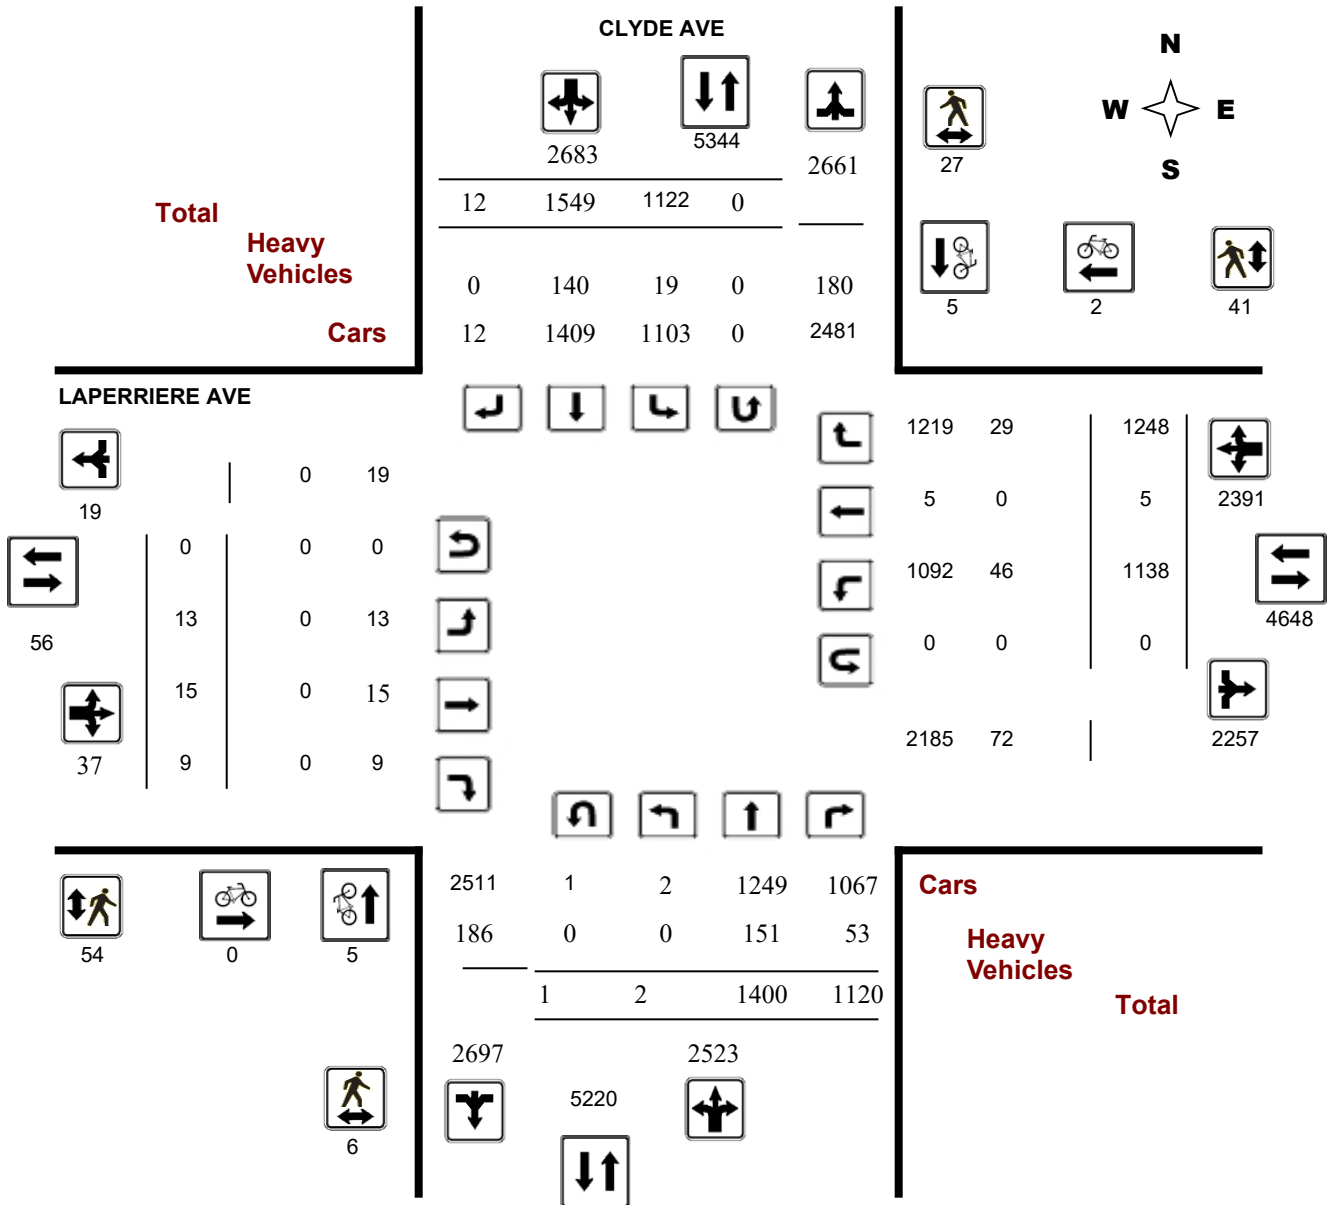 CLYDE AVE
N
W E
S
2683 5344 2661 27
12 1549 1122 0
Total
Heavy
Vehicles
0 140 19 0 180
Cars
12 1409 1103 0 2481
5 2 41
LAPERRIERE AVE
1219 29 1248
0 19
19
5 0 5 2391
0 0 0
1092 46 1138
13 0 13
4648
56
0 0 0
15 0 15
37 9 0 9
2185 72 2257
2511 1 2 1249 1067
Cars
186 0 0 151 53
Heavy
Vehicles
54 0 5
1 2 1400 1120
Total
2697 2523
5220
6